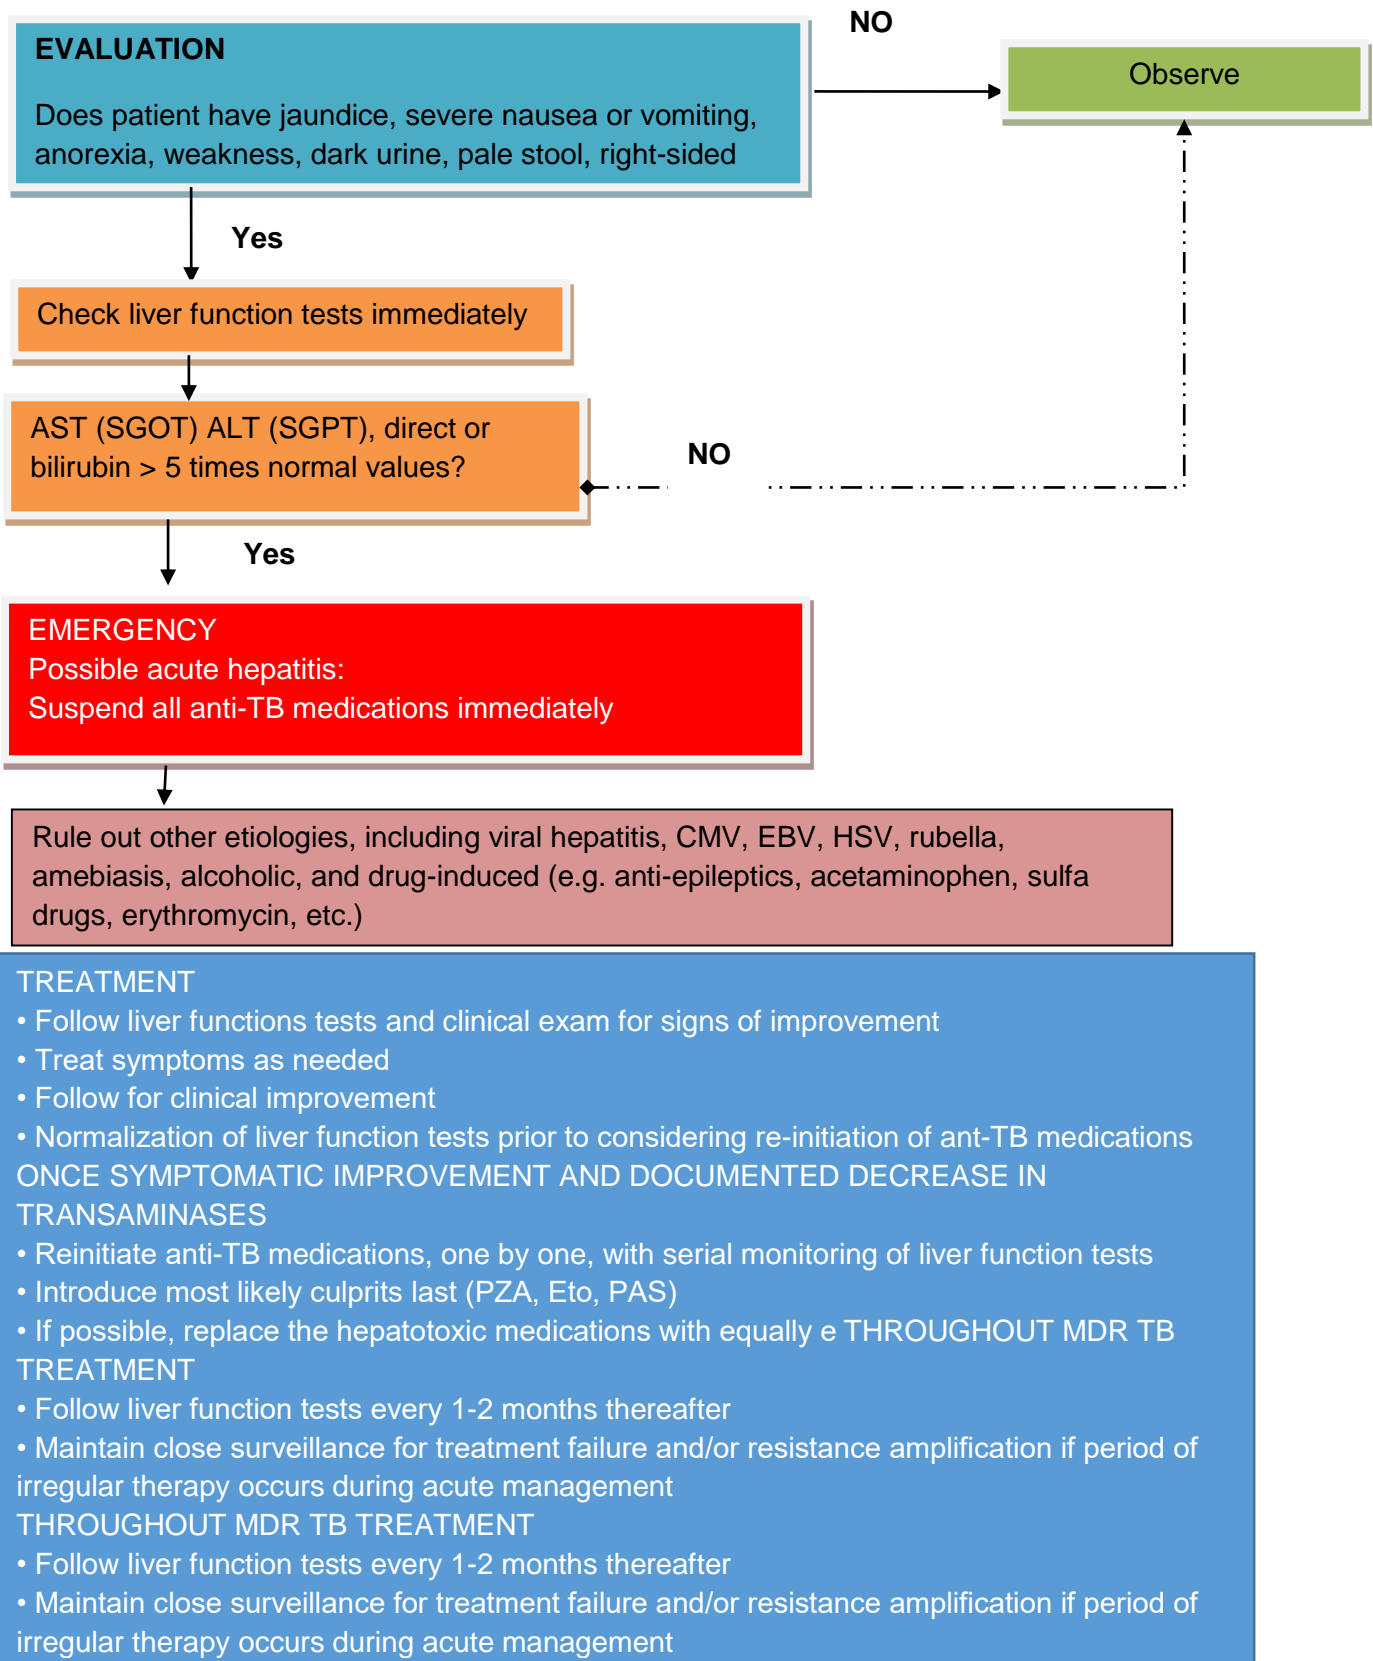 NO
EVALUATION
Observe
Does patient have jaundice, severe nausea or vomiting,
anorexia, weakness, dark urine, pale stool, right-sided
Yes
Check liver function tests immediately
AST (SGOT) ALT (SGPT), direct or
bilirubin > 5 times normal values?
NO
Yes
EMERGENCY
Possible acute hepatitis:
Suspend all anti-TB medications immediately
Rule out other etiologies, including viral hepatitis, CMV, EBV, HSV, rubella,
amebiasis, alcoholic, and drug-induced (e.g. anti-epileptics, acetaminophen, sulfa
drugs, erythromycin, etc.)
TREATMENT
• Follow liver functions tests and clinical exam for signs of improvement
• Treat symptoms as needed
• Follow for clinical improvement
• Normalization of liver function tests prior to considering re-initiation of ant-TB medications
ONCE SYMPTOMATIC IMPROVEMENT AND DOCUMENTED DECREASE IN
TRANSAMINASES
• Reinitiate anti-TB medications, one by one, with serial monitoring of liver function tests
• Introduce most likely culprits last (PZA, Eto, PAS)
• If possible, replace the hepatotoxic medications with equally e THROUGHOUT MDR TB
TREATMENT
• Follow liver function tests every 1-2 months thereafter
• Maintain close surveillance for treatment failure and/or resistance amplification if period of
irregular therapy occurs during acute management
THROUGHOUT MDR TB TREATMENT
• Follow liver function tests every 1-2 months thereafter
• Maintain close surveillance for treatment failure and/or resistance amplification if period of
irregular therapy occurs during acute management